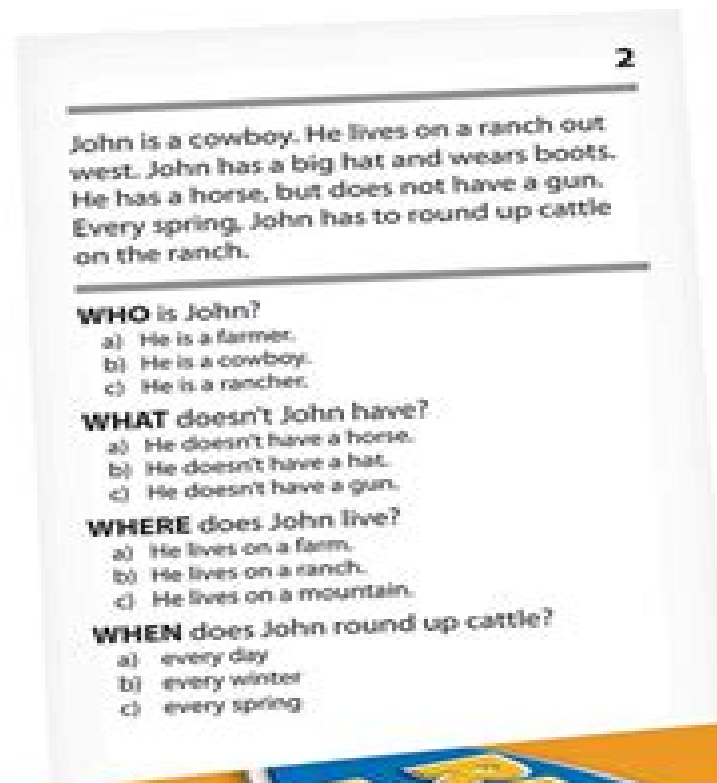 2
John is a cowboy. He lives on a ranch out
west. John has a big hat and wears boots.
He has a horse, but does not have a gun.
Every spring, John has to round up cattle
on the ranch.
WHO is John?
a) He is a farmer.
b) He is a cowboy.
c) He is a rancher.
WHAT doesn't John have?
a) He doesn't have a horse.
b) He doesn't have a hat.
c) He doesn't have a gun.
WHERE does John live?
a) He lives on a farm.
b) He lives on a ranch.
c) He lives on a mountain.
WHEN does John round up cattle?
a) every day
b) every winter
c) every spring